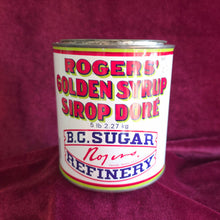 ROGERS'
GOLDEN SYRUP
SIROP DORÉ
5 lb 2.27 kg
B.C. SUGAR
Rogers
REFINERY